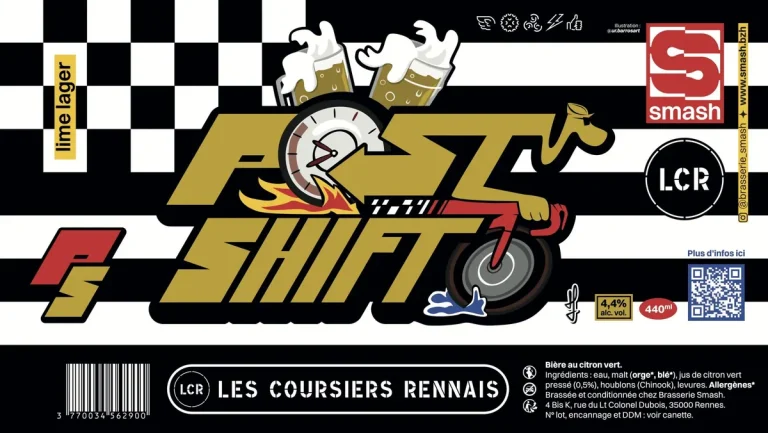 lime lager
illustration :
@ur.barrosart
smash
@brasserie_smash ✦ www.smash.bzh
LCR
POST
SHIFT
PS
Plus d'infos ici
4,4%
alc. vol.
440ml
3 770034 562900
LCR LES COURSIERS RENNAIS
Bière au citron vert.
Ingrédients : eau, malt (orge*, blé*), jus de citron vert
pressé (0,5%), houblons (Chinook), levures. Allergènes*
Brassée et conditionnée chez Brasserie Smash.
4 Bis K, rue du Lt Colonel Dubois, 35000 Rennes.
N° lot, encannage et DDM : voir canette.